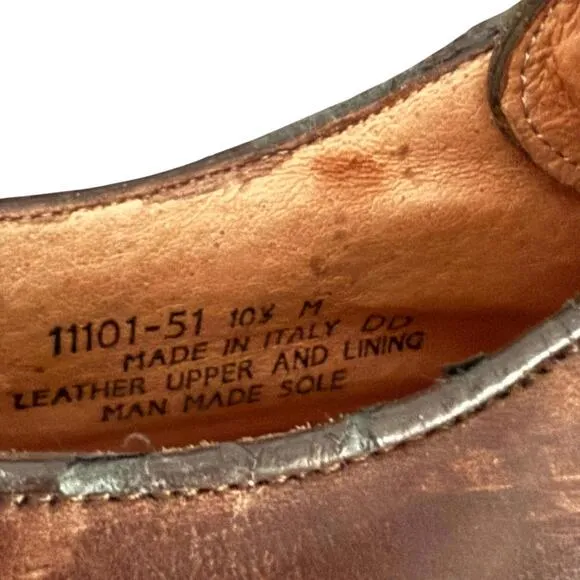 11101-51 10½ M
MADE IN ITALY DD
LEATHER UPPER AND LINING
MAN MADE SOLE